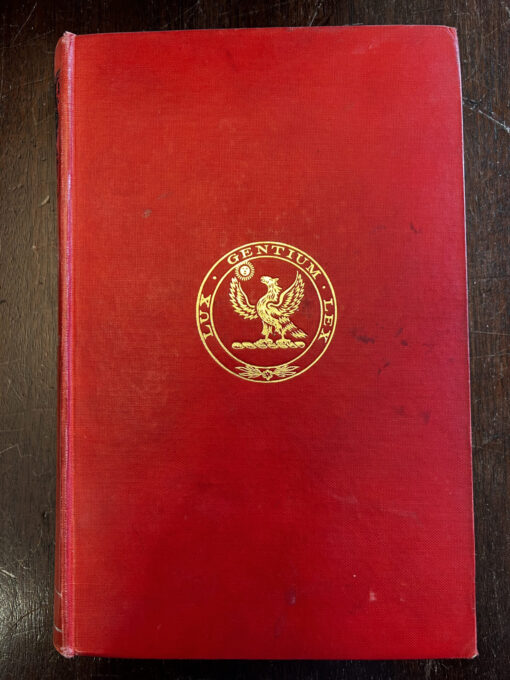 LUX · GENTIUM · LEX